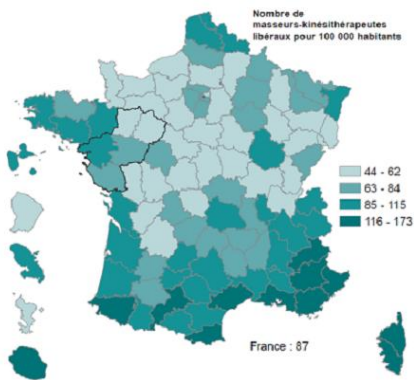 Nombre de
masseurs-kinésithérapeutes
libéraux pour 100 000 habitants
44 - 62
63 - 84
85 - 115
116 - 173
France : 87